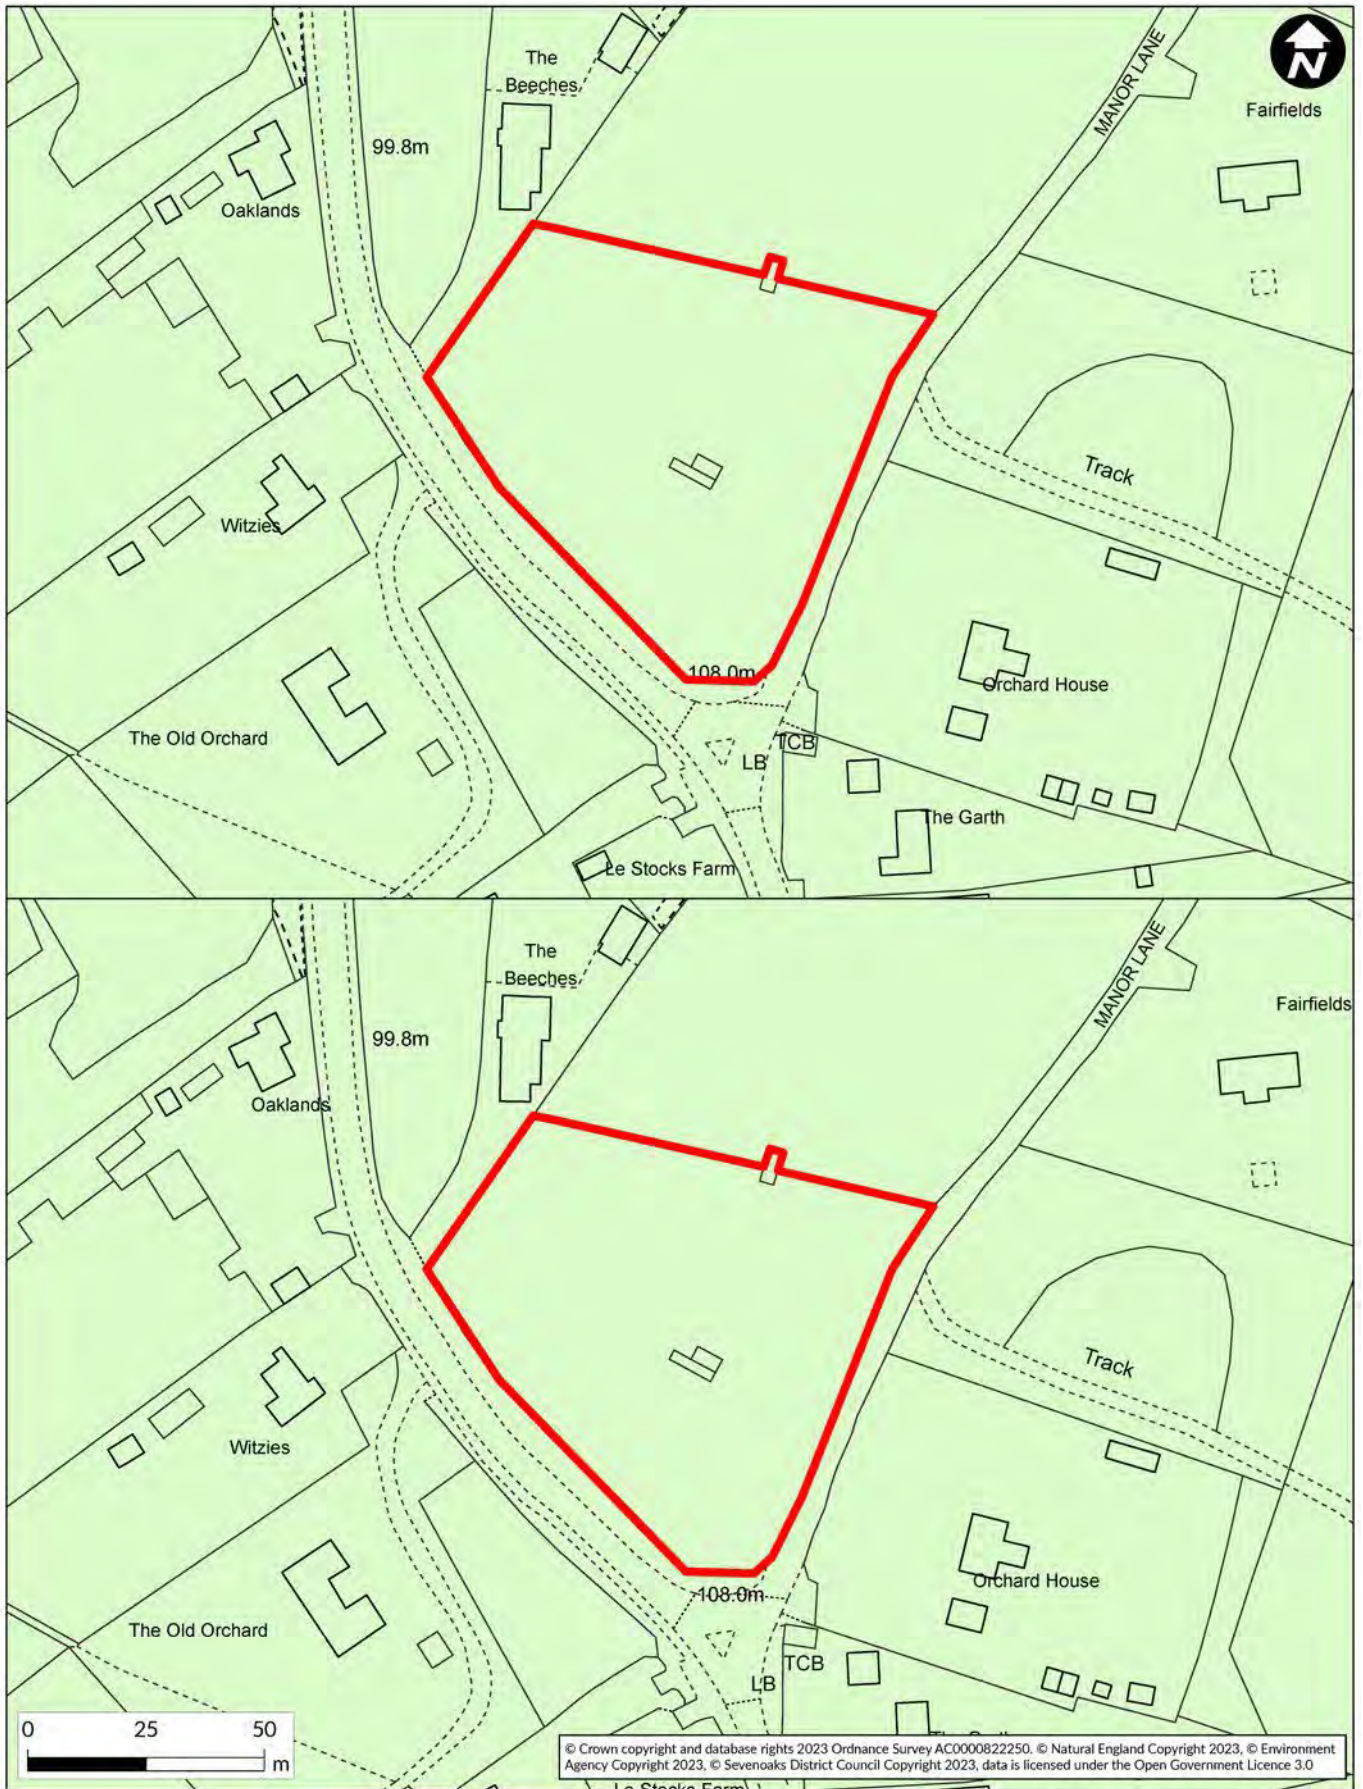 The
Beeches
MANOR LANE
N
Fairfields
99.8m
Oaklands
Track
Witzies
108.0m
Orchard House
The Old Orchard
TCB
LB
The Garth
Le Stocks Farm
The
Beeches
MANOR LANE
Fairfields
99.8m
Oaklands
Track
Witzies
Orchard House
108.0m
The Old Orchard
TCB
LB
0 25 50
m
© Crown copyright and database rights 2023 Ordnance Survey AC0000822250. © Natural England Copyright 2023, © Environment
Agency Copyright 2023, © Sevenoaks District Council Copyright 2023, data is licensed under the Open Government Licence 3.0
Le Stocks Farm